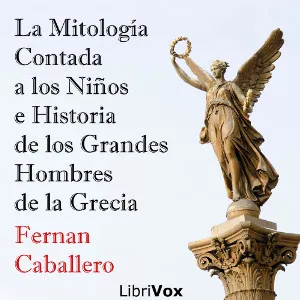 La Mitología
Contada
a los Niños
e Historia
de los Grandes
Hombres
de la Grecia
Fernan
Caballero
LibriVox